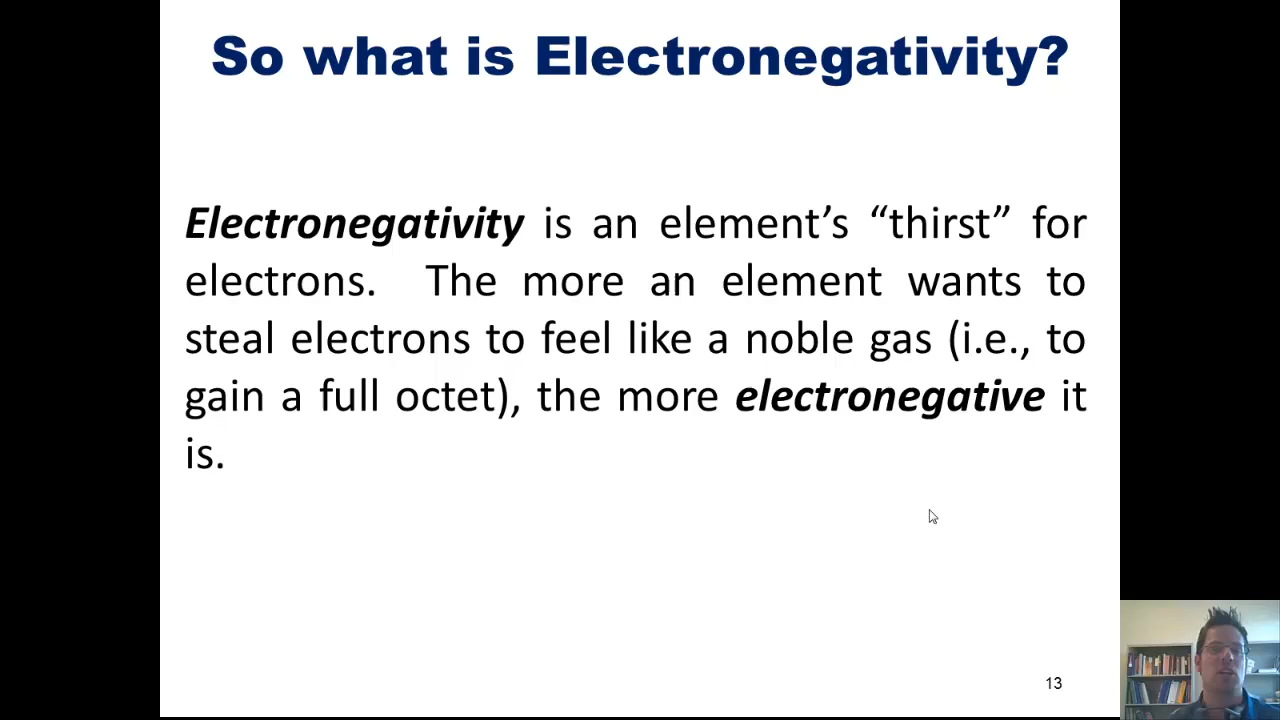 So what is Electronegativity?
Electronegativity is an element’s “thirst” for
electrons. The more an element wants to
steal electrons to feel like a noble gas (i.e., to
gain a full octet), the more electronegative it
is.
13